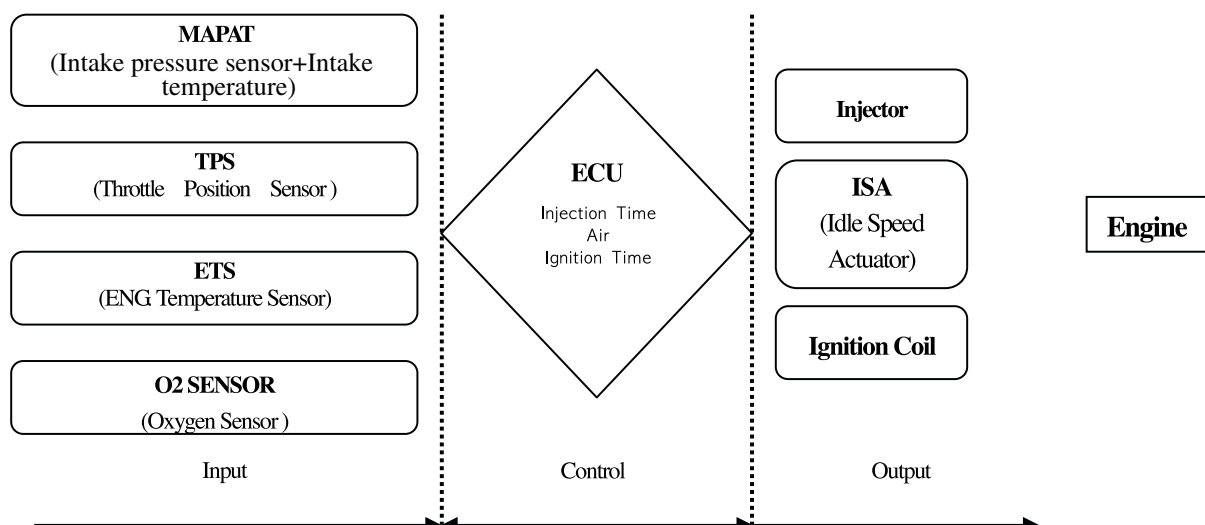 MAPAT
(Intake pressure sensor+Intake
temperature)
TPS
(Throttle Position Sensor)
ETS
(ENG Temperature Sensor)
O2 SENSOR
(Oxygen Sensor)
Input
ECU
Injection Time
Air
Ignition Time
Control
Injector
ISA
(Idle Speed
Actuator)
Ignition Coil
Output
Engine